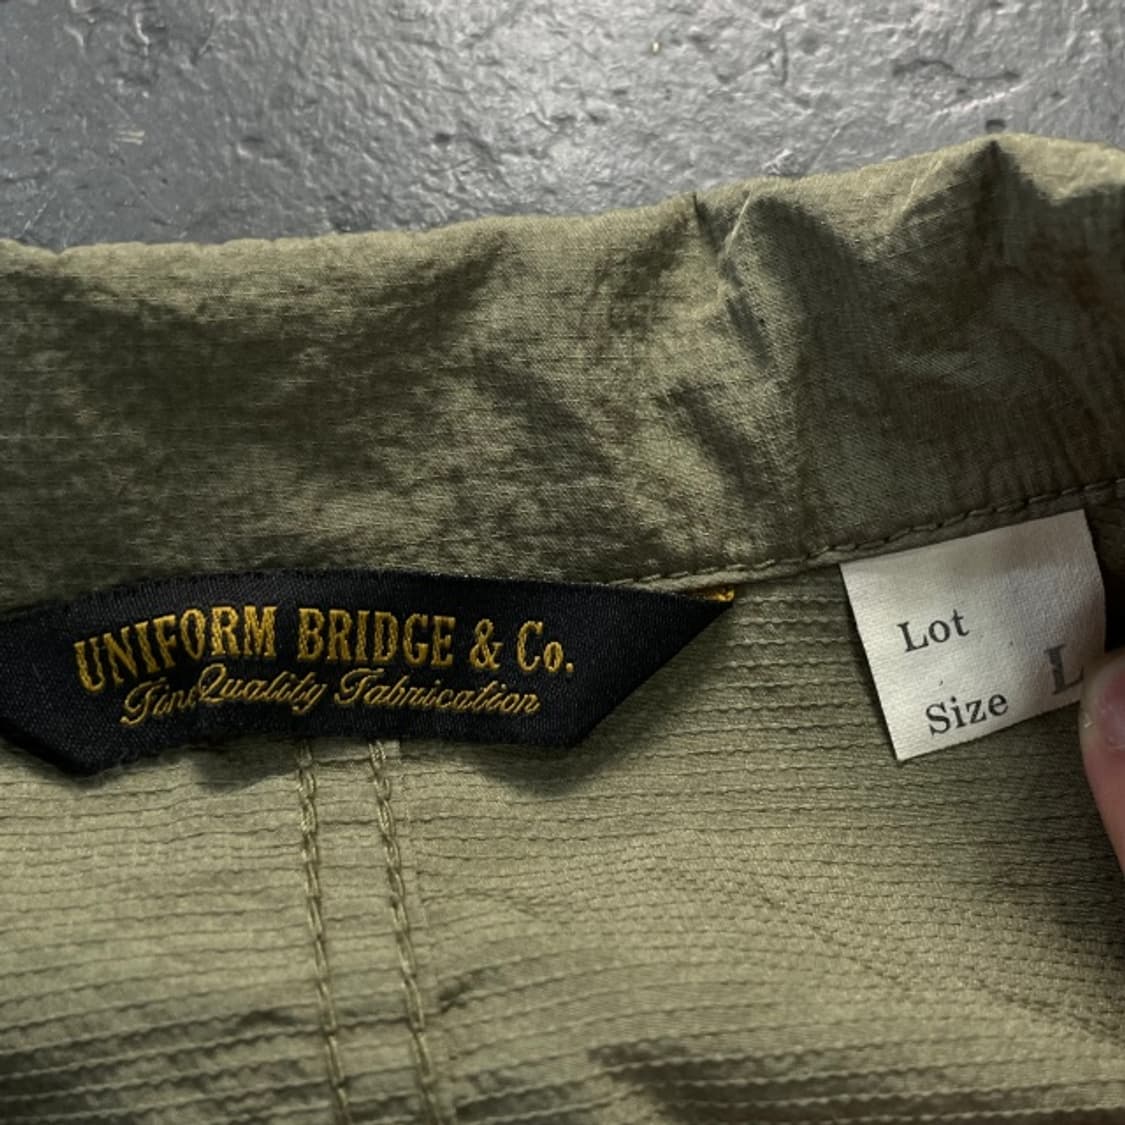 UNIFORM BRIDGE & Co.
Fine Quality Fabrication
Lot
Size L